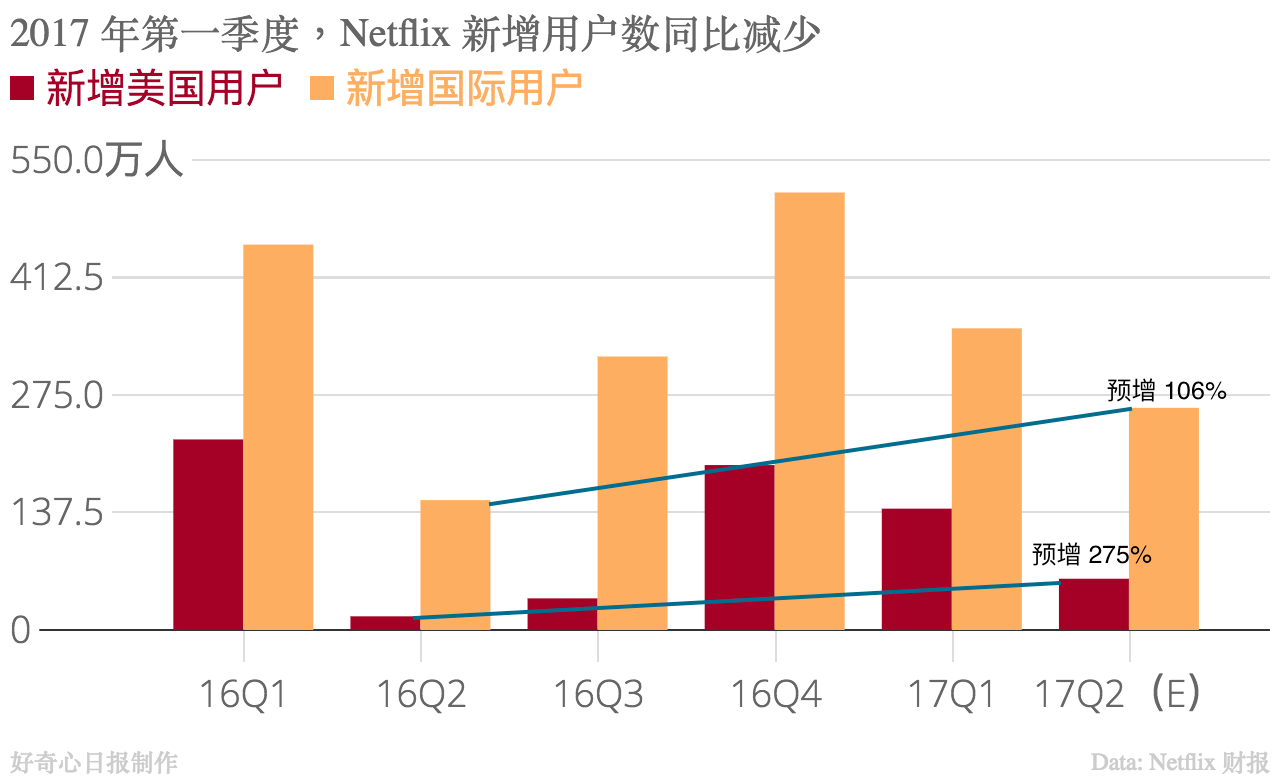 2017 年第一季度，Netflix 新增用户数同比减少
新增美国用户 新增国际用户
550.0万人
412.5
275.0
预增 106%
137.5
预增 275%
0
16Q1 16Q2 16Q3 16Q4 17Q1 17Q2（E）
好奇心日报制作 Data: Netflix 财报